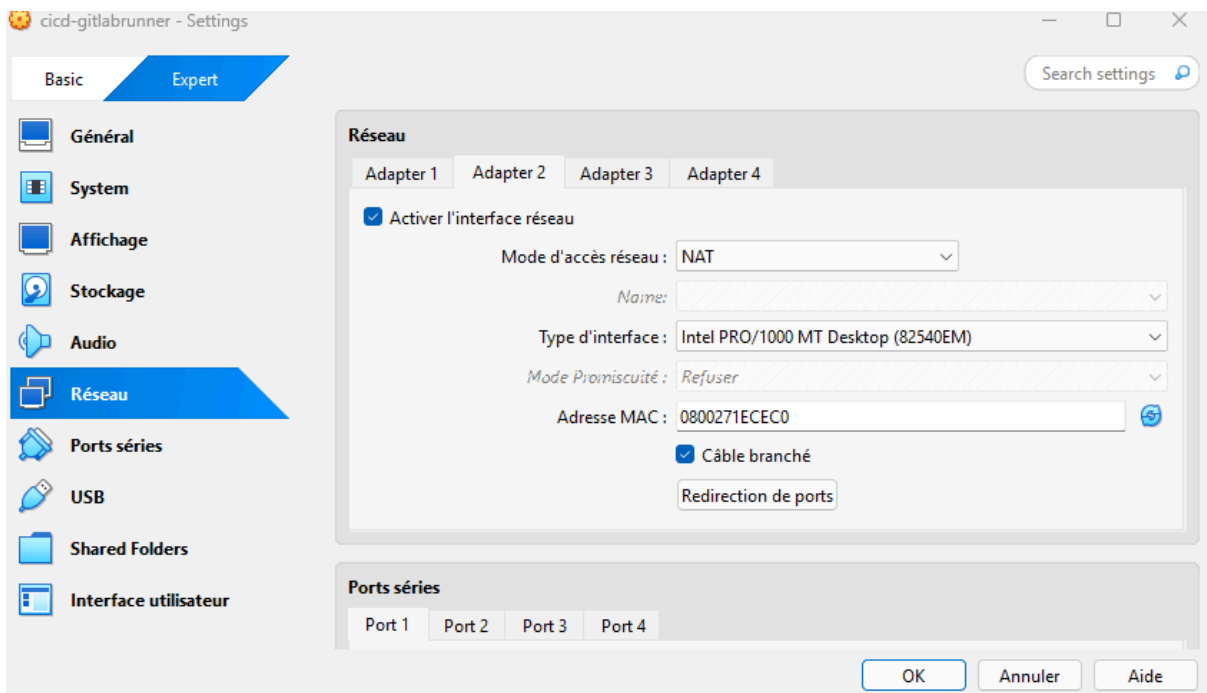 cicd-gitlabrunner - Settings
Basic
Expert
Search settings
Général
System
Affichage
Stockage
Audio
Réseau
Ports séries
USB
Shared Folders
Interface utilisateur
Réseau
Adapter 1 Adapter 2 Adapter 3 Adapter 4
Activer l'interface réseau
Mode d'accès réseau : NAT
Name:
Type d'interface : Intel PRO/1000 MT Desktop (82540EM)
Mode Promiscuité : Refuser
Adresse MAC : 0800271ECEC0
Câble branché
Redirection de ports
Ports séries
Port 1 Port 2 Port 3 Port 4
OK Annuler Aide